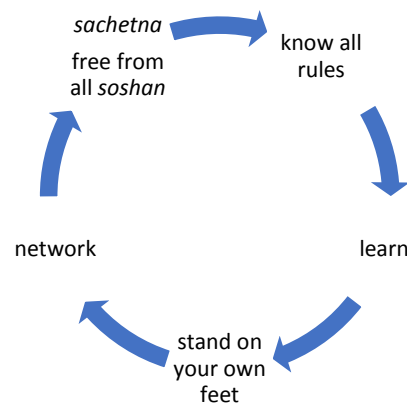 sachetna
free from
all soshan
know all
rules
learn
stand on
your own
feet
network